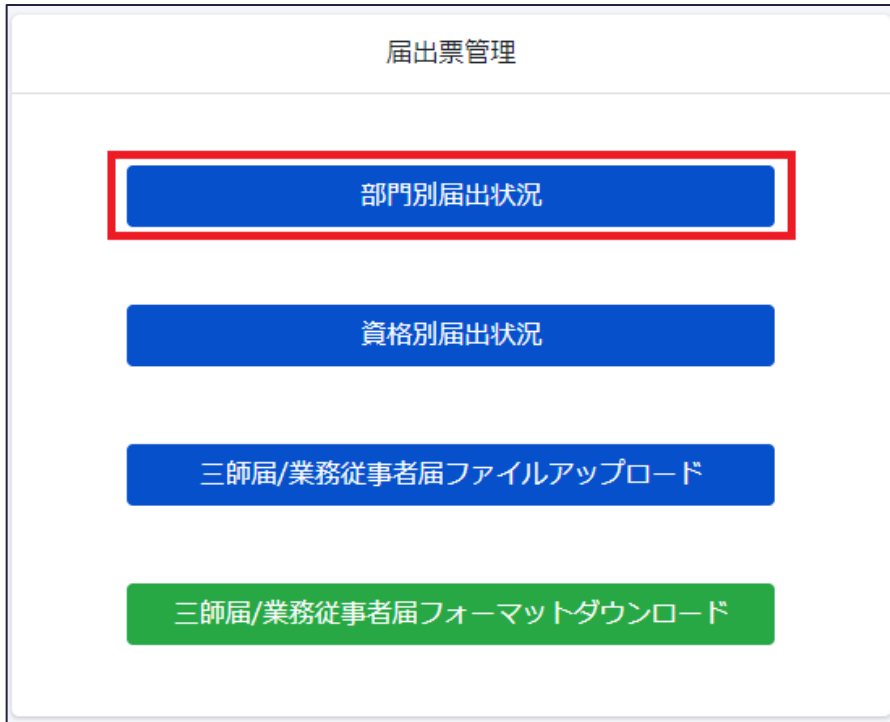 届出票管理
部門別届出状況
資格別届出状況
三師届/業務従事者届ファイルアップロード
三師届/業務従事者届フォーマットダウンロード